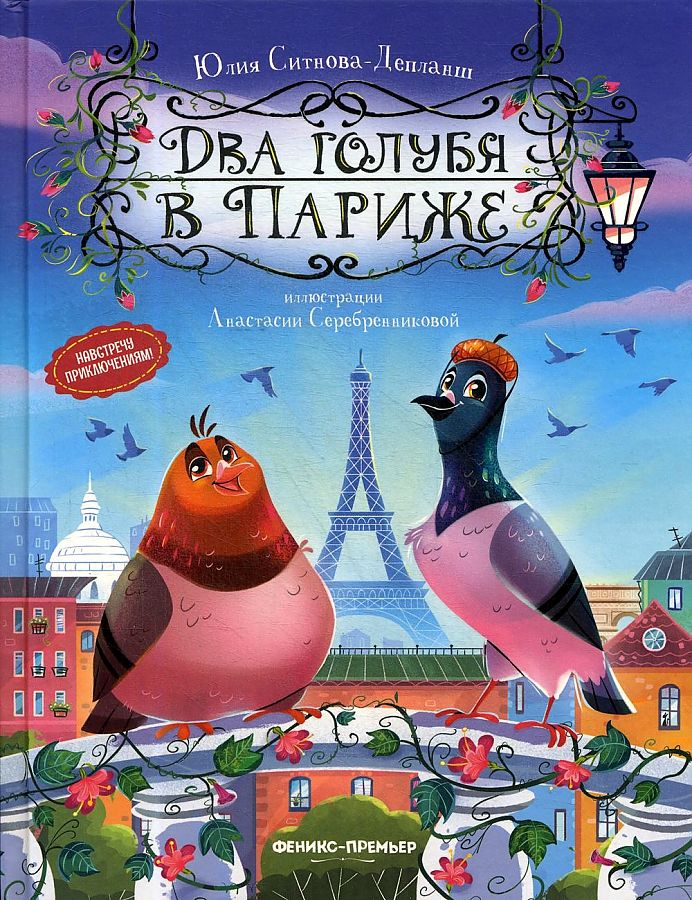 Юлия Ситнова-Депланш
Два голубя
в Париже
иллюстрации
Анастасии Серебренниковой
НАВСТРЕЧУ
ПРИКЛЮЧЕНИЯМ!
ФЕНИКС-ПРЕМЬЕР